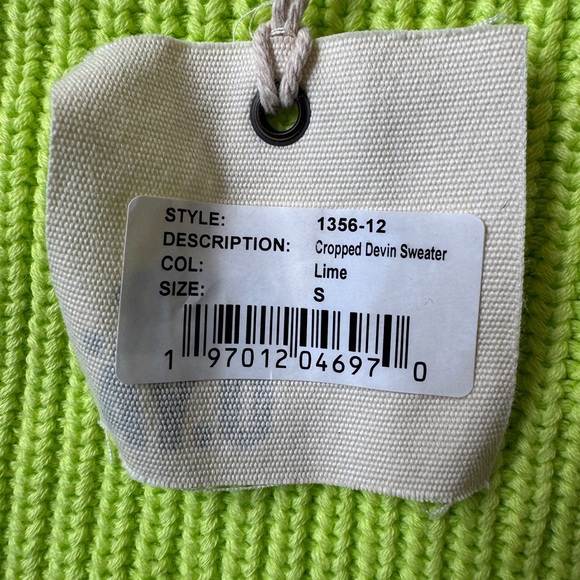 STYLE: 1356-12
DESCRIPTION: Cropped Devin Sweater
COL: Lime
SIZE: S
1 97012 04697 0